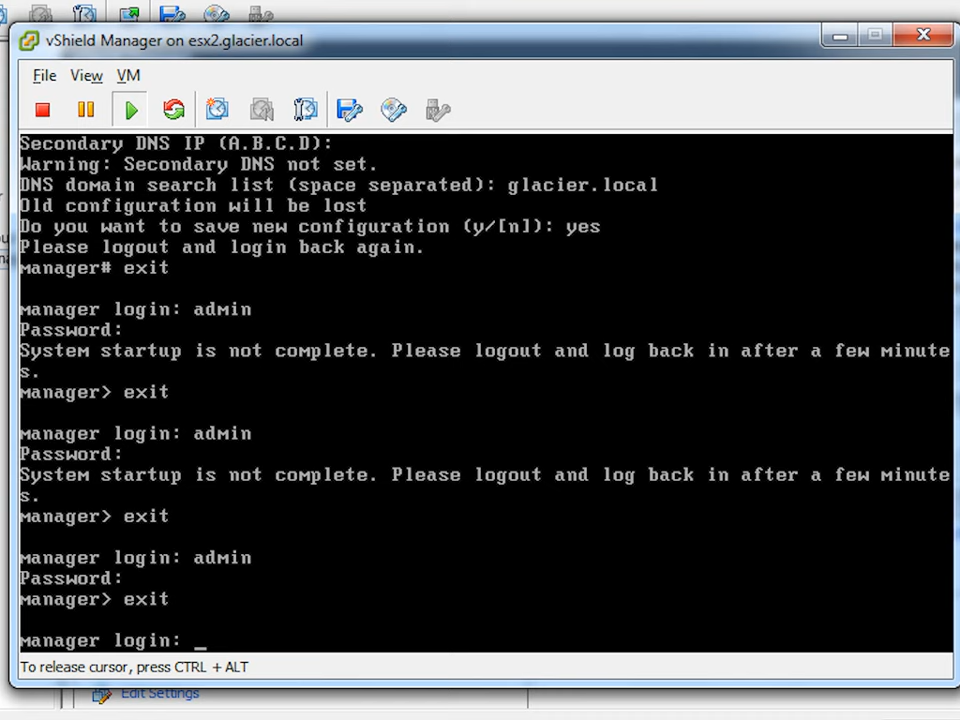 vShield Manager on esx2.glacier.local
File View VM
Secondary DNS IP (A.B.C.D):
Warning: Secondary DNS not set.
DNS domain search list (space separated): glacier.local
Old configuration will be lost
Do you want to save new configuration (y/[n]): yes
Please logout and login back again.
manager# exit
manager login: admin
Password:
System startup is not complete. Please logout and log back in after a few minute
s.
manager> exit
manager login: admin
Password:
System startup is not complete. Please logout and log back in after a few minute
s.
manager> exit
manager login: admin
Password:
manager> exit
manager login: _
To release cursor, press CTRL + ALT
Edit Settings